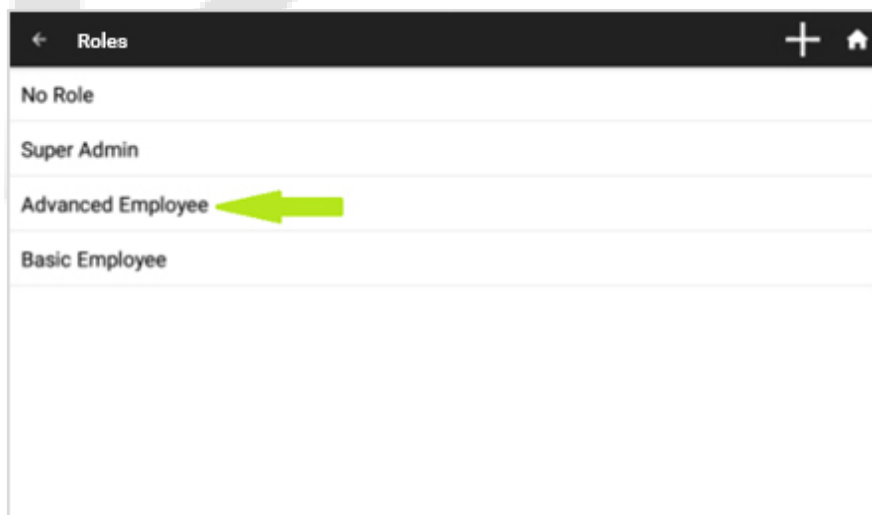 Roles
No Role
Super Admin
Advanced Employee
Basic Employee